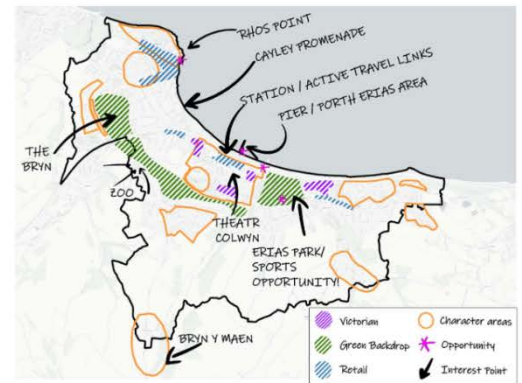 RHOS POINT
CAYLEY PROMENADE
STATION / ACTIVE TRAVEL LINKS
PIER / PORTH ERIAS AREA
THE
BRYN
ZOO
THEATR
COLWYN
ERIAS PARK/
SPORTS
OPPORTUNITY!
BRYN Y MAEN
Victorian
Character areas
Green Backdrop
Opportunity
Retail
Interest Point